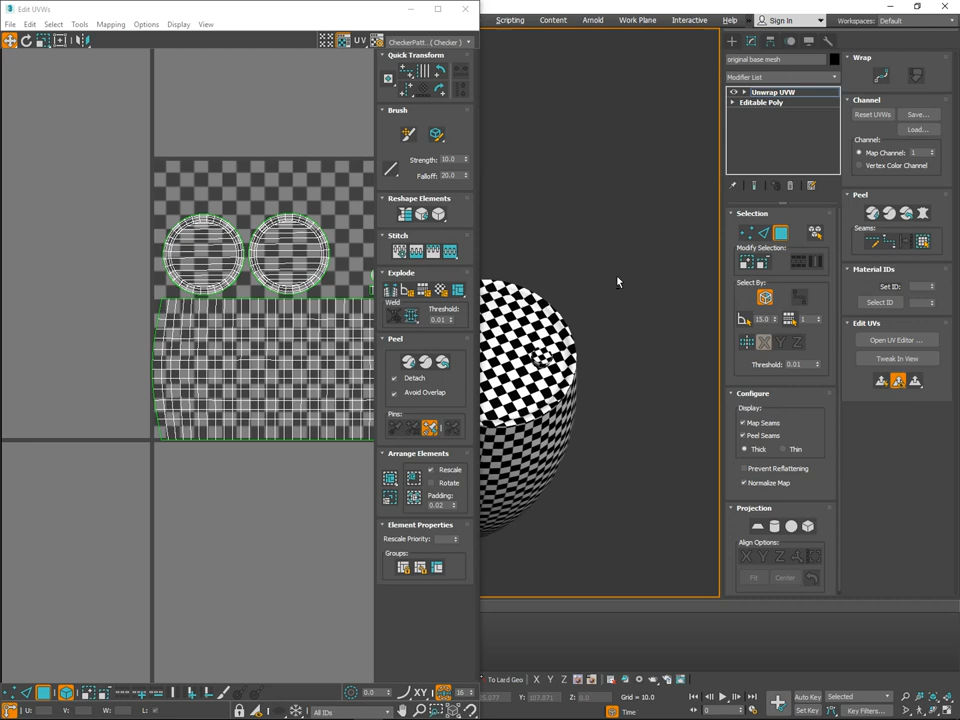 Edit UVWs
File Edit Select Tools Mapping Options Display View
UV CheckerPatt...( Checker )
Quick Transform
Brush
Strength: 10.0
Falloff: 20.0
Reshape Elements
Stitch
Explode
Weld Threshold:
0.01
Peel
Detach
Avoid Overlap
Pins:
Arrange Elements
Rescale
Rotate
Padding:
0.02
Element Properties
Rescale Priority:
Groups:
0.0 XY 16
U: V: L: All IDs
Scripting Content Arnold Work Plane Interactive Help Sign In Workspaces: Default
original base mesh
Modifier List
Unwrap UVW
Editable Poly
Selection
Modify Selection:
Select By:
15.0 1
X Y Z
Threshold: 0.01
Configure
Display:
Map Seams
Peel Seams
Thick Thin
Prevent Reflattening
Normalize Map
Projection
Align Options:
X Y Z
Fit Center
Wrap
Channel
Reset UVWs Save...
Load...
Channel:
Map Channel: 1
Vertex Color Channel
Peel
Seams:
Material IDs
Set ID:
Select ID
Edit UVs
Open UV Editor ...
Tweak In View
To Lard Geo X Y Z
Z: 0.0 Grid = 10.0
Time
0
Auto Key Selected
Set Key Key Filters...